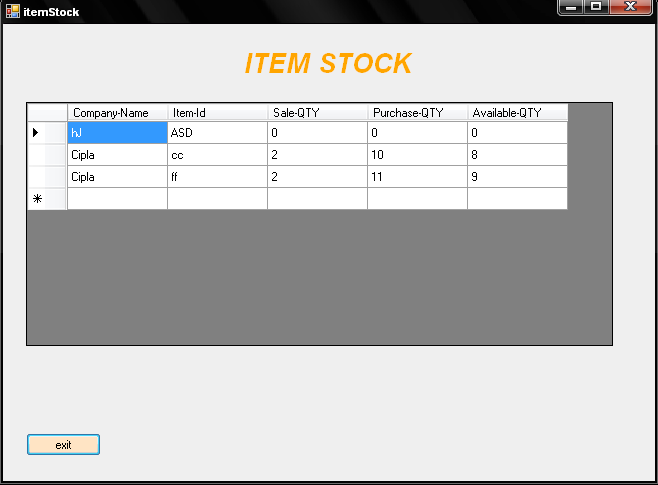 itemStock
ITEM STOCK
Company-Name Item-Id Sale-QTY Purchase-QTY Available-QTY
hJ ASD 0 0 0
Cipla cc 2 10 8
Cipla ff 2 11 9
exit